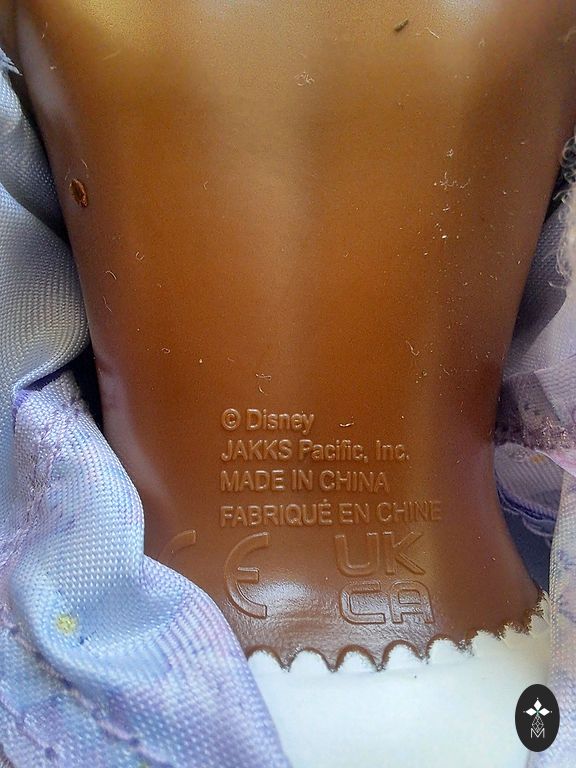 © Disney
JAKKS Pacific, Inc.
MADE IN CHINA
FABRIQUÉ EN CHINE
CE
UK
CA
M